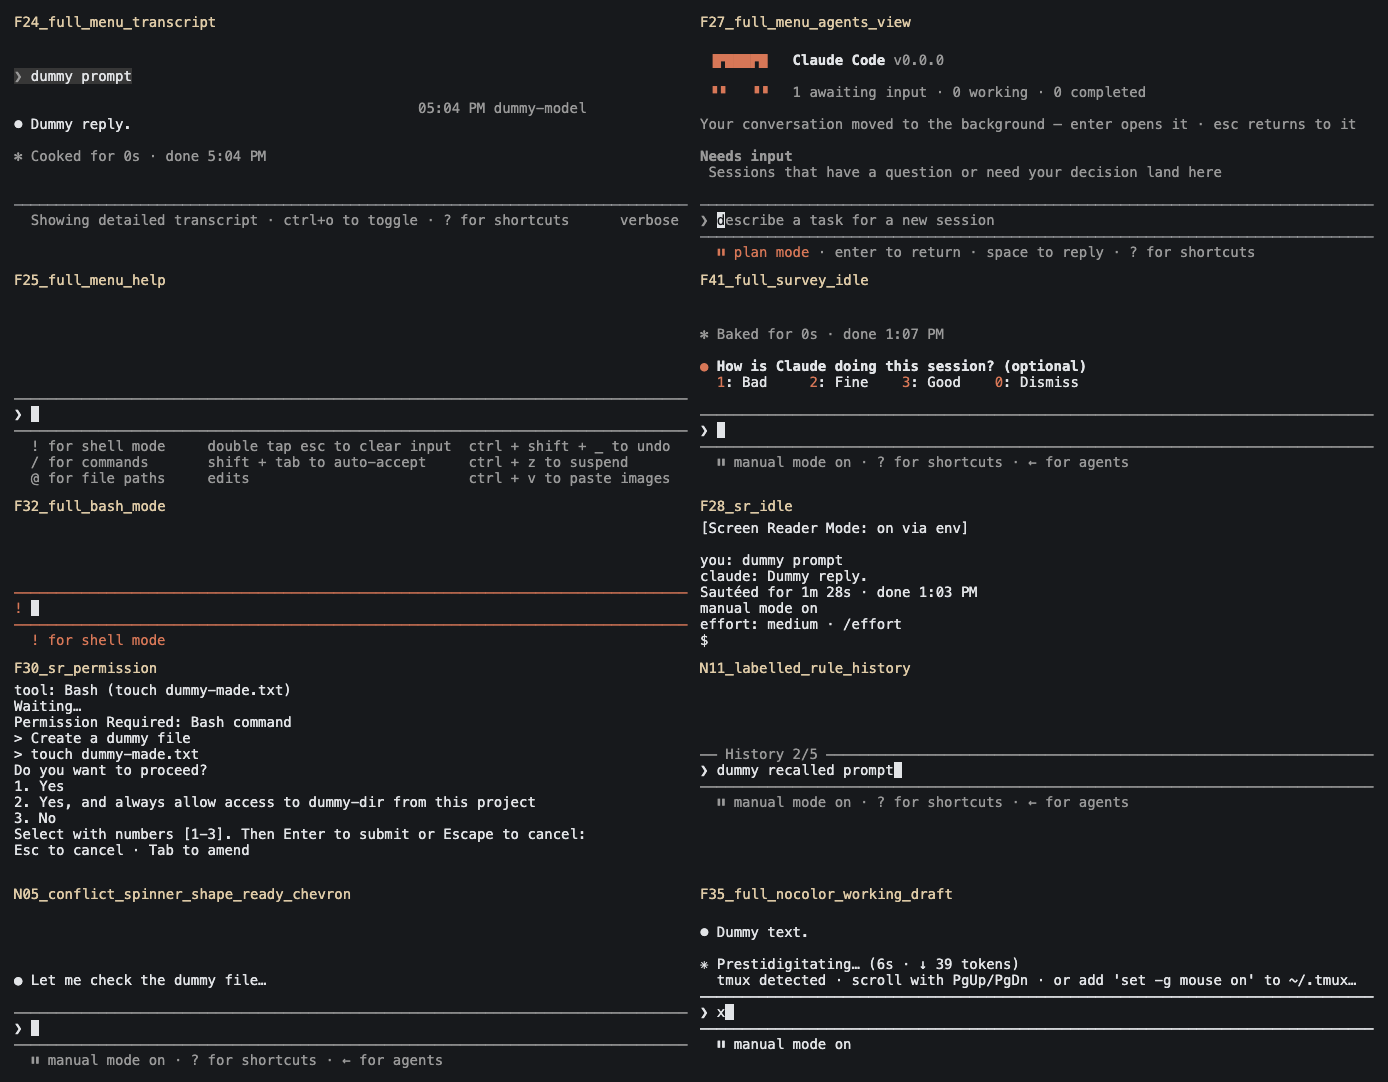 F24_full_menu_transcript
❯ dummy prompt
05:04 PM dummy-model
● Dummy reply.
✻ Cooked for 0s · done 5:04 PM
Showing detailed transcript · ctrl+o to toggle · ? for shortcuts verbose
F25_full_menu_help
❯
! for shell mode double tap esc to clear input ctrl + shift + _ to undo
/ for commands shift + tab to auto-accept ctrl + z to suspend
@ for file paths edits ctrl + v to paste images
F32_full_bash_mode
!
! for shell mode
F30_sr_permission
tool: Bash (touch dummy-made.txt)
Waiting…
Permission Required: Bash command
> Create a dummy file
> touch dummy-made.txt
Do you want to proceed?
1. Yes
2. Yes, and always allow access to dummy-dir from this project
3. No
Select with numbers [1-3]. Then Enter to submit or Escape to cancel:
Esc to cancel · Tab to amend
N05_conflict_spinner_shape_ready_chevron
● Let me check the dummy file…
❯
⏸ manual mode on · ? for shortcuts · ← for agents
F27_full_menu_agents_view
Claude Code v0.0.0
1 awaiting input · 0 working · 0 completed
Your conversation moved to the background — enter opens it · esc returns to it
Needs input
Sessions that have a question or need your decision land here
❯ describe a task for a new session
⏸ plan mode · enter to return · space to reply · ? for shortcuts
F41_full_survey_idle
✻ Baked for 0s · done 1:07 PM
● How is Claude doing this session? (optional)
1: Bad 2: Fine 3: Good 0: Dismiss
❯
⏸ manual mode on · ? for shortcuts · ← for agents
F28_sr_idle
[Screen Reader Mode: on via env]
you: dummy prompt
claude: Dummy reply.
Sautéed for 1m 28s · done 1:03 PM
manual mode on
effort: medium · /effort
$
N11_labelled_rule_history
History 2/5
❯ dummy recalled prompt
⏸ manual mode on · ? for shortcuts · ← for agents
F35_full_nocolor_working_draft
● Dummy text.
✳ Prestidigitating… (6s · ↓ 39 tokens)
tmux detected · scroll with PgUp/PgDn · or add 'set -g mouse on' to ~/.tmux…
❯ x
⏸ manual mode on